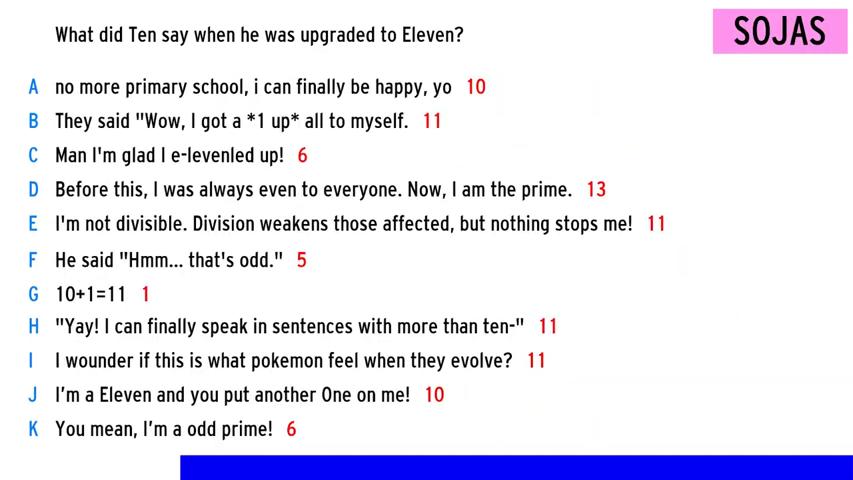 What did Ten say when he was upgraded to Eleven?
SOJAS
A no more primary school, i can finally be happy, yo 10
B They said "Wow, I got a *1 up* all to myself. 11
C Man I'm glad I e-levenled up! 6
D Before this, I was always even to everyone. Now, I am the prime. 13
E I'm not divisible. Division weakens those affected, but nothing stops me! 11
F He said "Hmm... that's odd." 5
G 10+1=11 1
H "Yay! I can finally speak in sentences with more than ten-" 11
I I wonder if this is what pokemon feel when they evolve? 11
J I'm a Eleven and you put another One on me! 10
K You mean, I'm a odd prime! 6